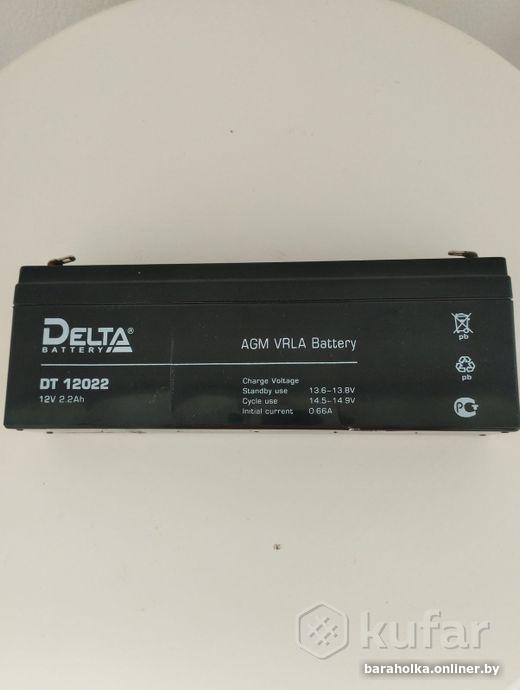 DELTA®
BATTERY
DT 12022
12V 2.2Ah
AGM VRLA Battery
Charge Voltage
Standby use 13.6-13.8V
Cycle use 14.5-14.9V
Initial current 0.66A
pb
pb
PC
kufar
baraholka.onliner.by